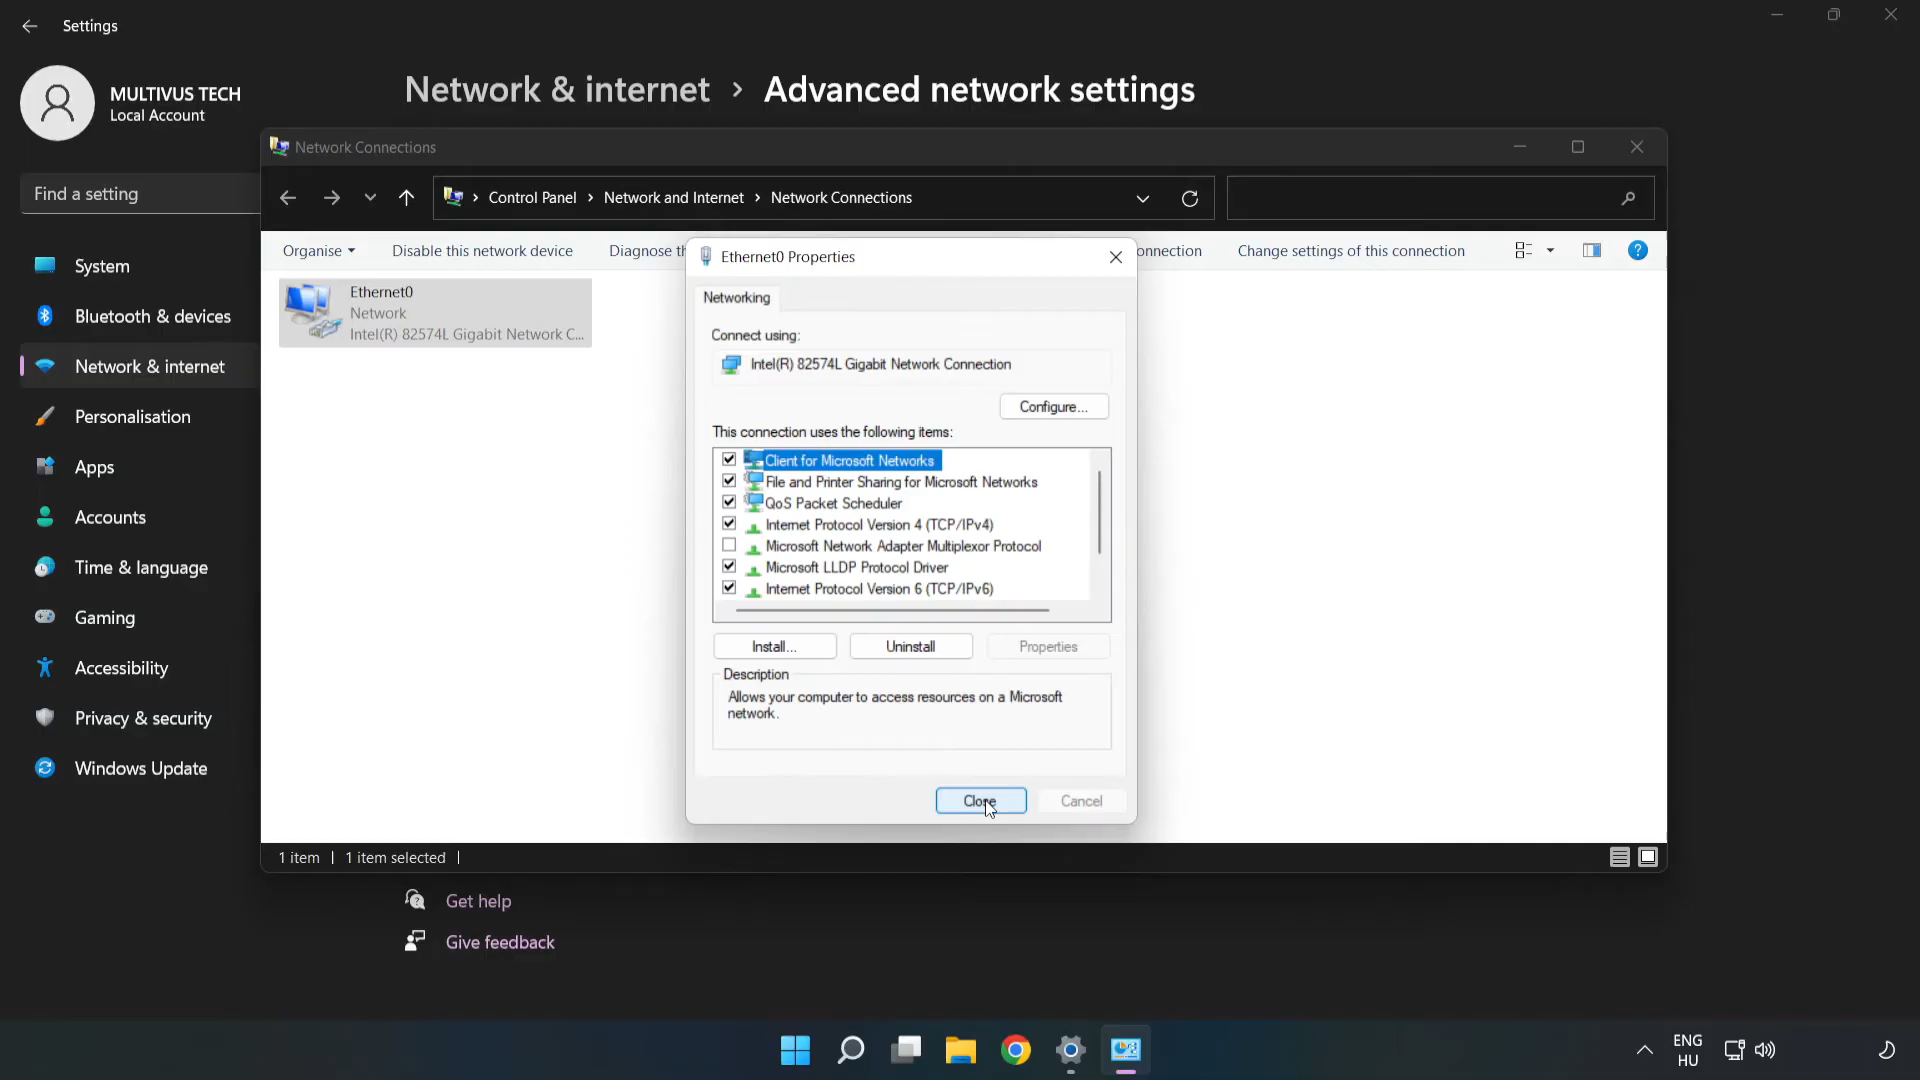 Settings
MULTIVUS TECH
Local Account
Find a setting
System
Bluetooth & devices
Network & internet
Personalisation
Apps
Accounts
Time & language
Gaming
Accessibility
Privacy & security
Windows Update
Network & internet › Advanced network settings
Network Connections
Control Panel › Network and Internet › Network Connections
Organise Disable this network device Diagnose th onnection Change settings of this connection
Ethernet0
Network
Intel(R) 82574L Gigabit Network C...
Ethernet0 Properties
Networking
Connect using:
Intel(R) 82574L Gigabit Network Connection
Configure...
This connection uses the following items:
Client for Microsoft Networks
File and Printer Sharing for Microsoft Networks
QoS Packet Scheduler
Internet Protocol Version 4 (TCP/IPv4)
Microsoft Network Adapter Multiplexor Protocol
Microsoft LLDP Protocol Driver
Internet Protocol Version 6 (TCP/IPv6)
Install... Uninstall Properties
Description
Allows your computer to access resources on a Microsoft
network.
Close Cancel
1 item 1 item selected
Get help
Give feedback
ENG
HU